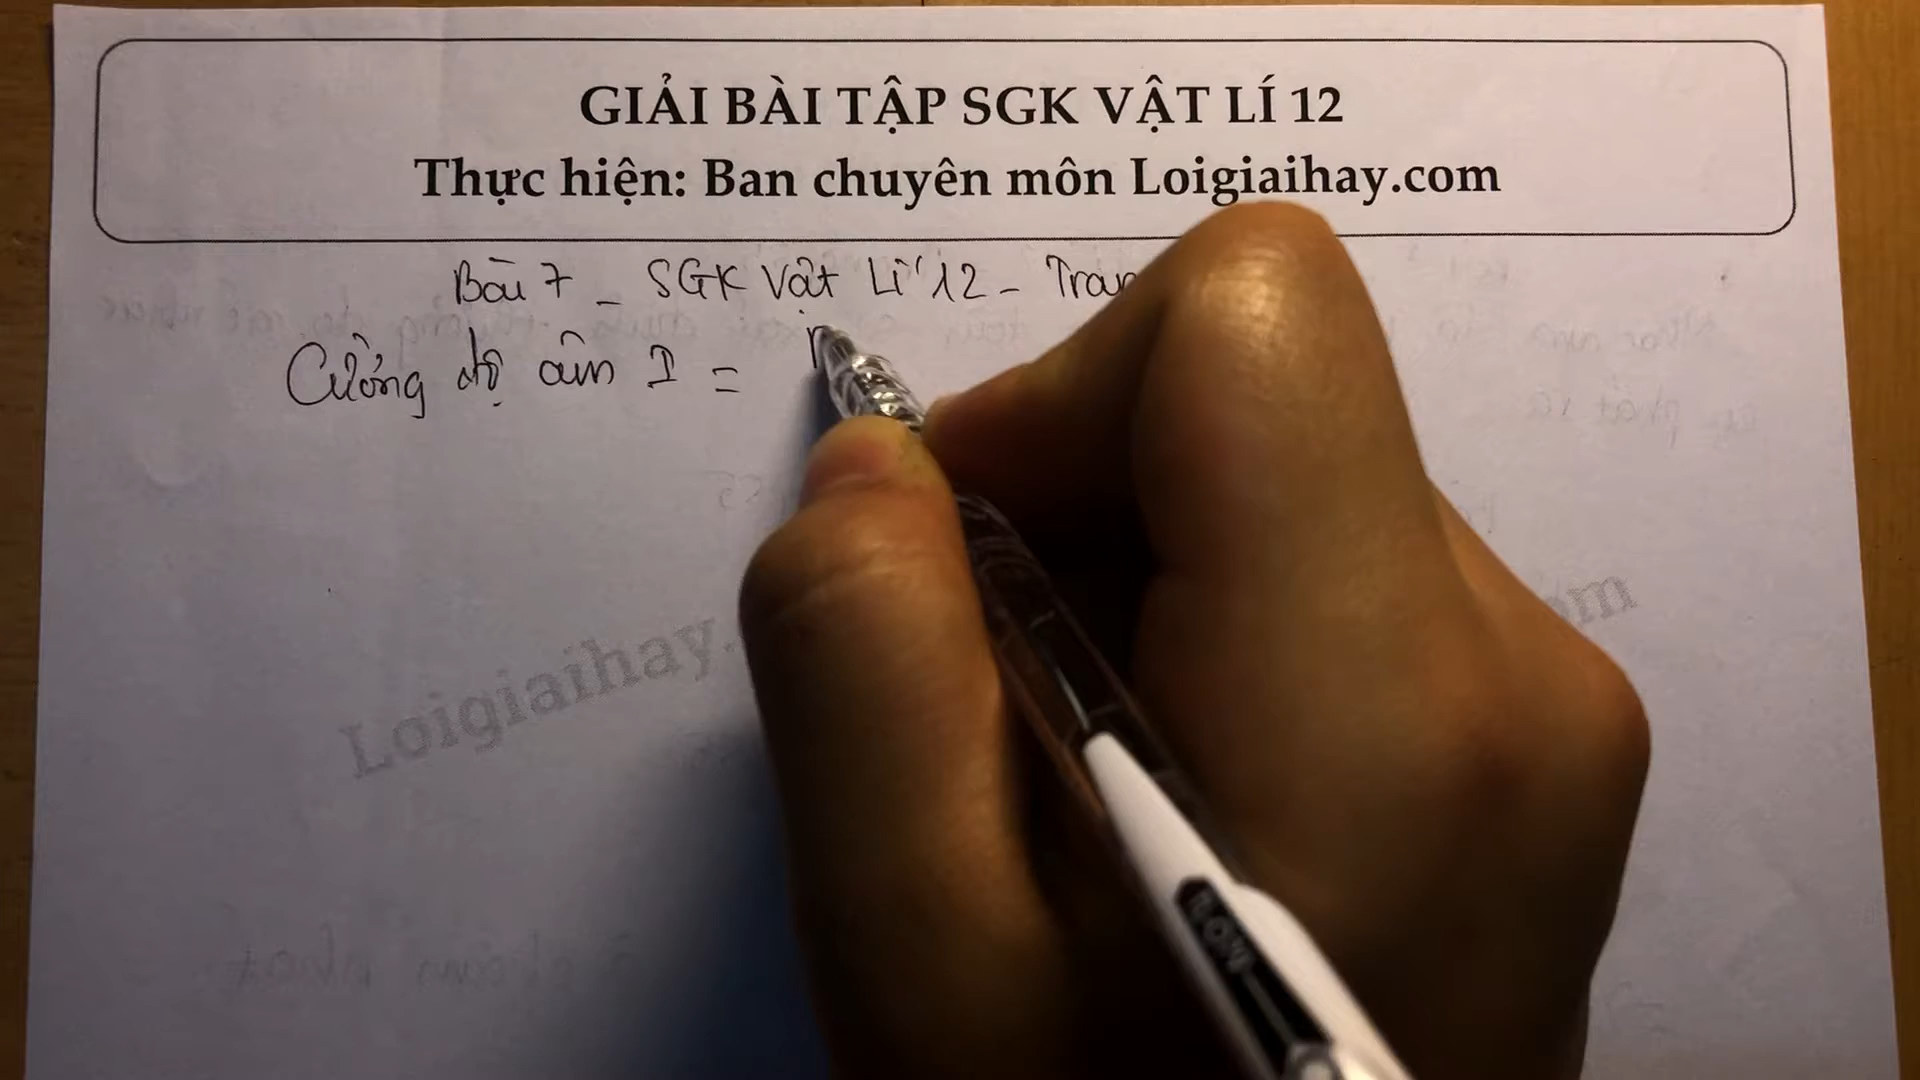 GIẢI BÀI TẬP SGK VẬT LÍ 12
Thực hiện: Ban chuyên môn Loigiaihay.com
Bài 7 - SGK Vật Lí 12 -
Cường độ âm I =
Loigiaihay.